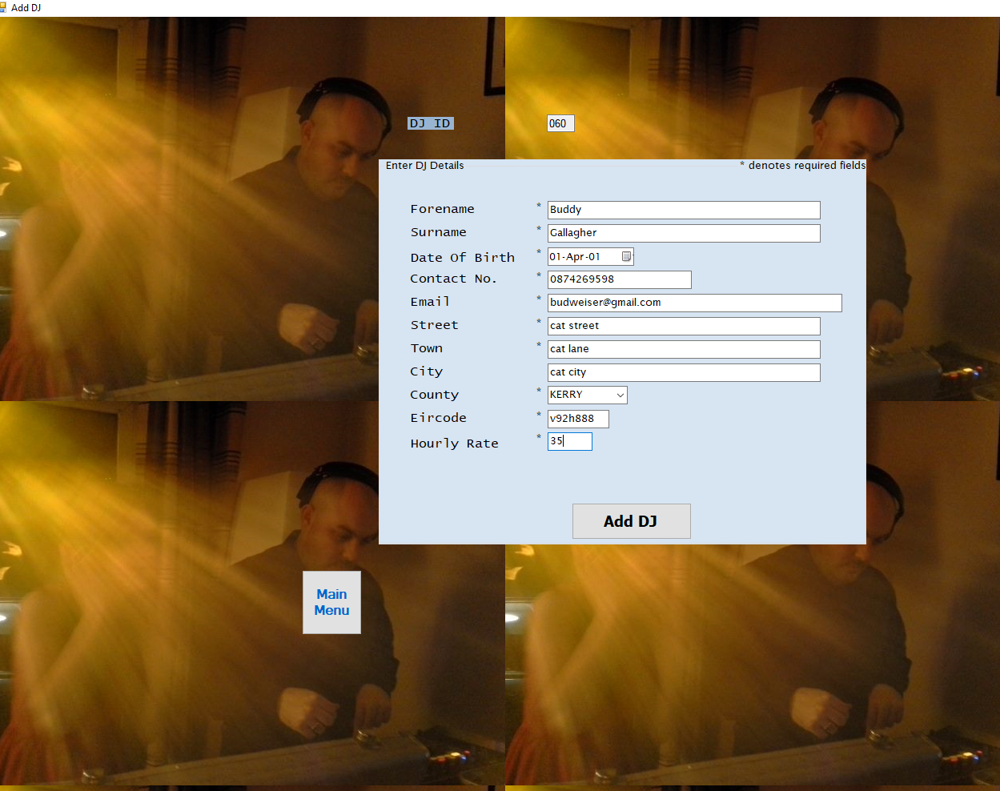 Add DJ
DJ ID 060
Enter DJ Details * denotes required fields
Forename * Buddy
Surname * Gallagher
Date Of Birth * 01-Apr-01
Contact No. * 0874269598
Email * budweiser@gmail.com
Street * cat street
Town * cat lane
City cat city
County * KERRY
Eircode * v92h888
Hourly Rate * 35
Add DJ
Main
Menu